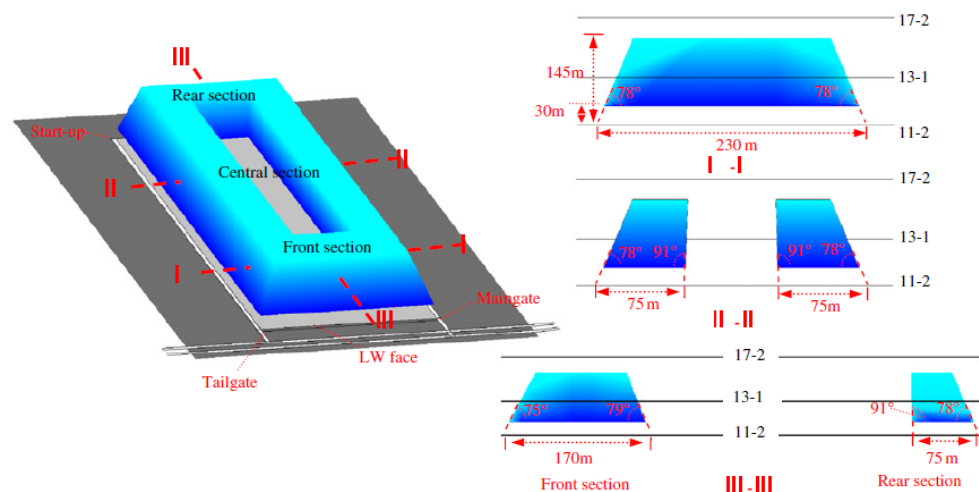 III
Rear section
Start-up
II
Central section
II
Front section
I
I
III
Maingate
LW face
Tailgate
17-2
145m
13-1
78°
78°
30m
11-2
230 m
I - I
17-2
13-1
78°
91°
91°
78°
11-2
75 m
75 m
II - II
17-2
13-1
75°
79°
91°
78°
11-2
170m
75 m
Front section
III - III
Rear section